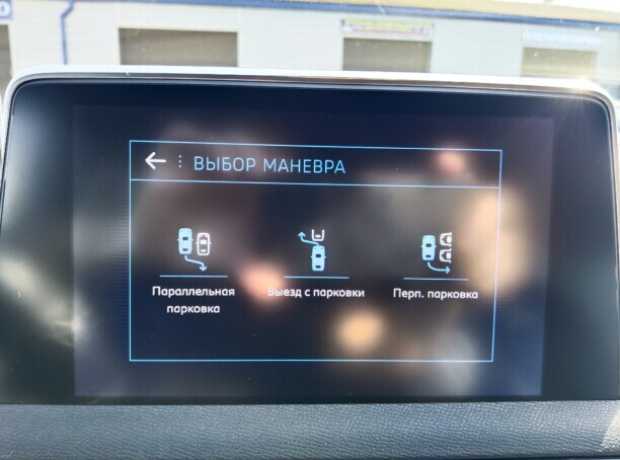 ВЫБОР МАНЕВРА
Параллельная
парковка
Выезд с парковки
Перп. парковка